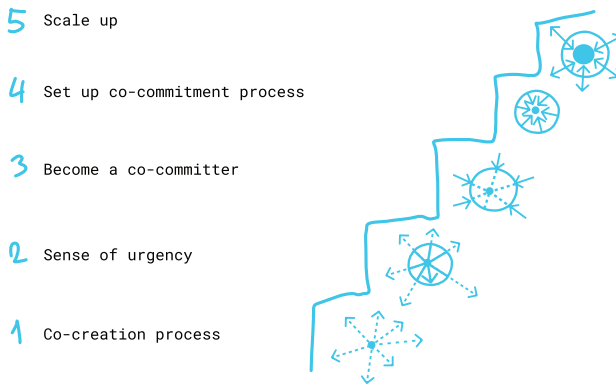 5 Scale up
4 Set up co-commitment process
3 Become a co-committer
2 Sense of urgency
1 Co-creation process